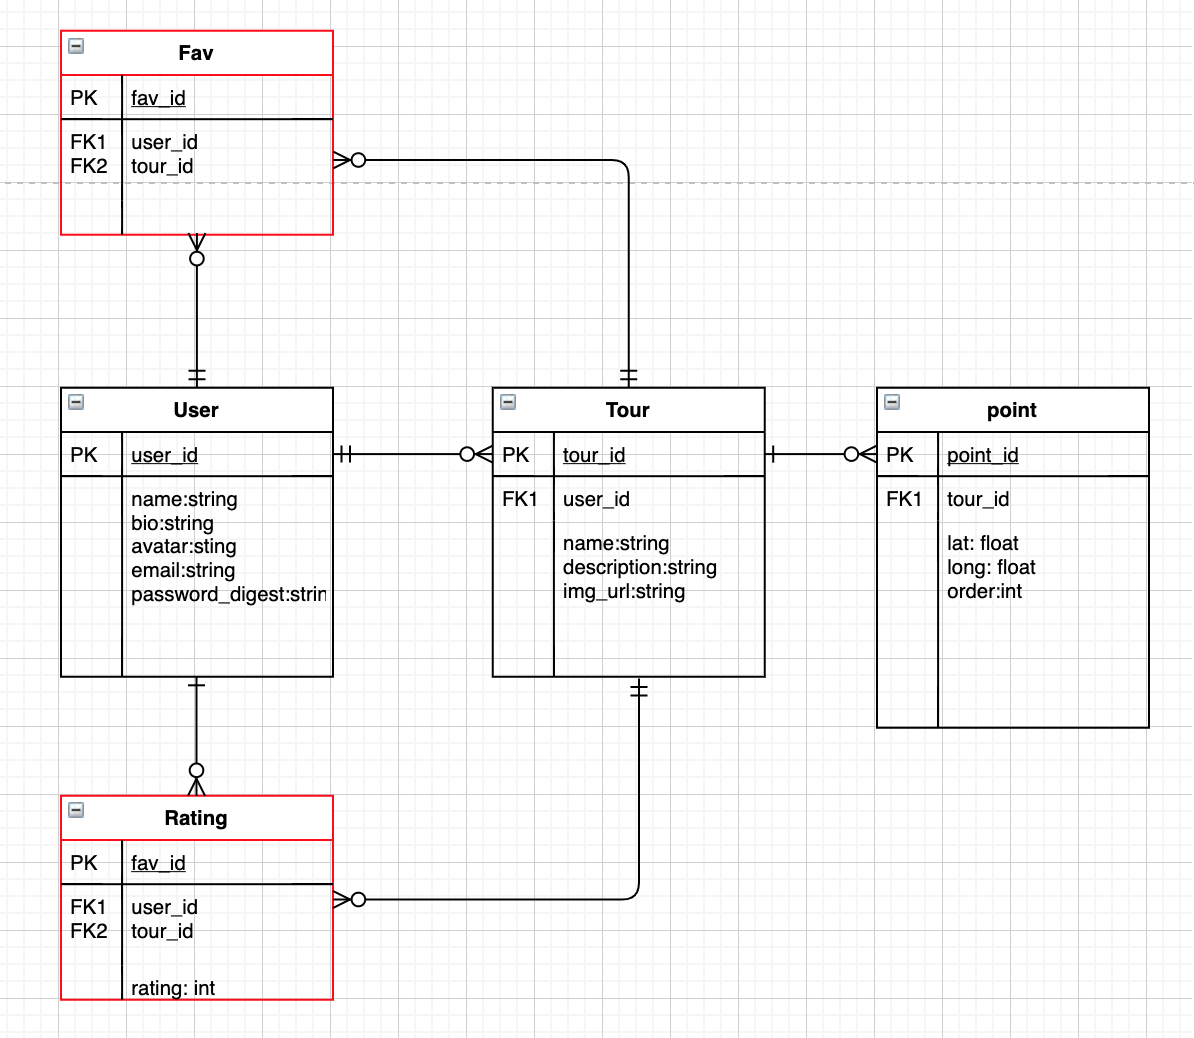 Fav
PK fav_id
FK1 user_id
FK2 tour_id
User
PK user_id
name:string
bio:string
avatar:sting
email:string
password_digest:strin
Tour
PK tour_id
FK1 user_id
name:string
description:string
img_url:string
point
PK point_id
FK1 tour_id
lat: float
long: float
order:int
Rating
PK fav_id
FK1 user_id
FK2 tour_id
rating: int